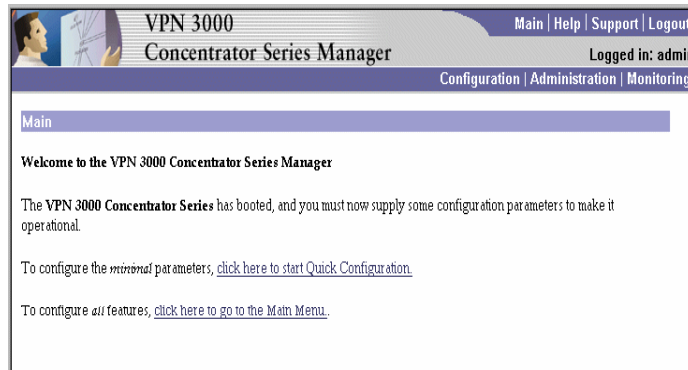 VPN 3000
Concentrator Series Manager
Main | Help | Support | Logout
Logged in: admi
Configuration | Administration | Monitoring
Main
Welcome to the VPN 3000 Concentrator Series Manager
The VPN 3000 Concentrator Series has booted, and you must now supply some configuration parameters to make it
operational.
To configure the minimal parameters, click here to start Quick Configuration.
To configure all features, click here to go to the Main Menu..